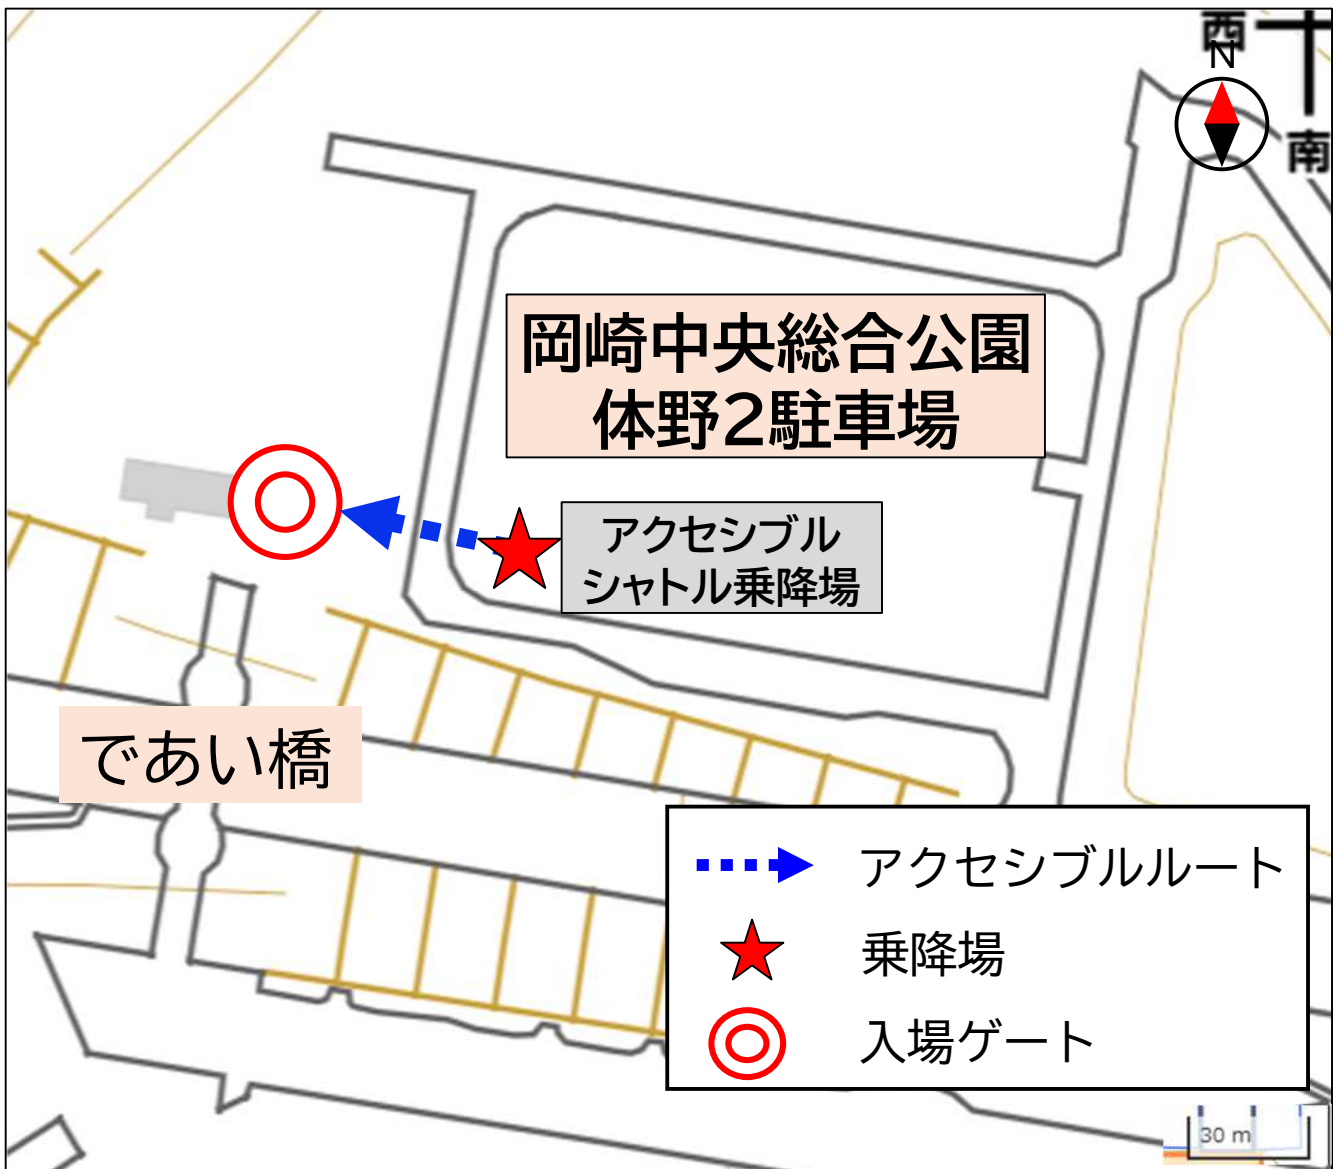 西
N
南
岡崎中央総合公園
体野2駐車場
アクセシブル
シャトル乗降場
であい橋
アクセシブルルート
乗降場
入場ゲート
30 m